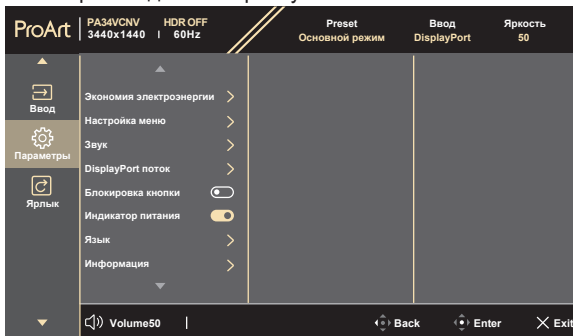 ProArt
PA34VCNV HDR OFF
3440x1440 | 60Hz
Preset
Основной режим
Ввод
DisplayPort
Яркость
50
Ввод
Параметры
Ярлык
Экономия электроэнергии
Настройка меню
Звук
DisplayPort поток
Блокировка кнопки
Индикатор питания
Язык
Информация
Volume50 |
Back
Enter
Exit